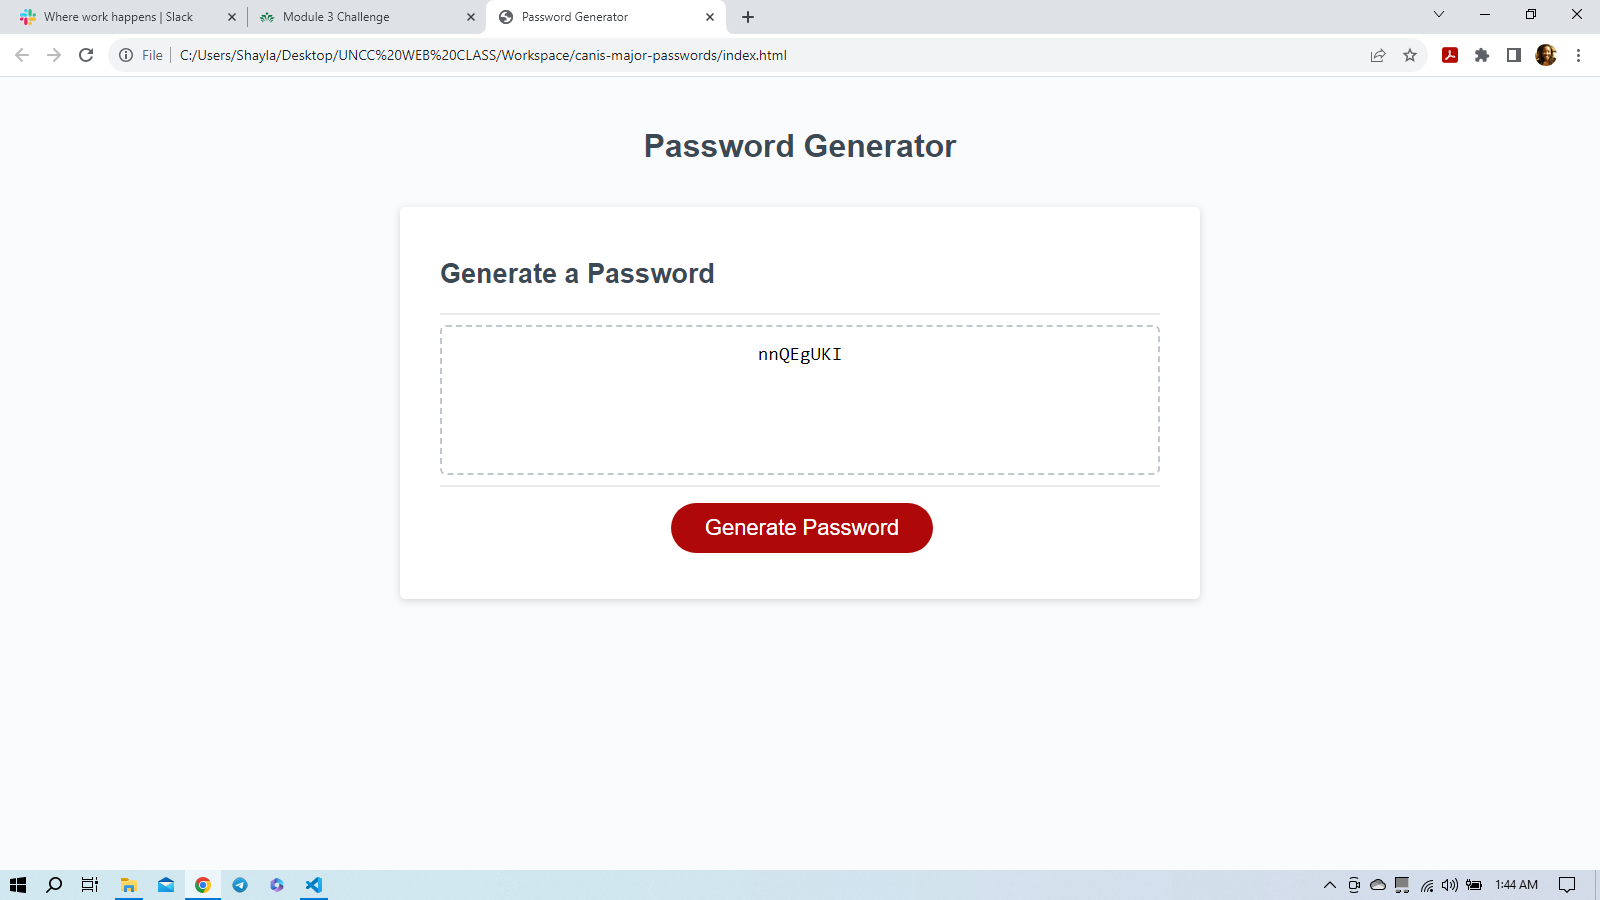 Where work happens | Slack
Module 3 Challenge
Password Generator
File
C:/Users/Shayla/Desktop/UNCC%20WEB%20CLASS/Workspace/canis-major-passwords/index.html
Password Generator
Generate a Password
nnQEgUKI
Generate Password
1:44 AM